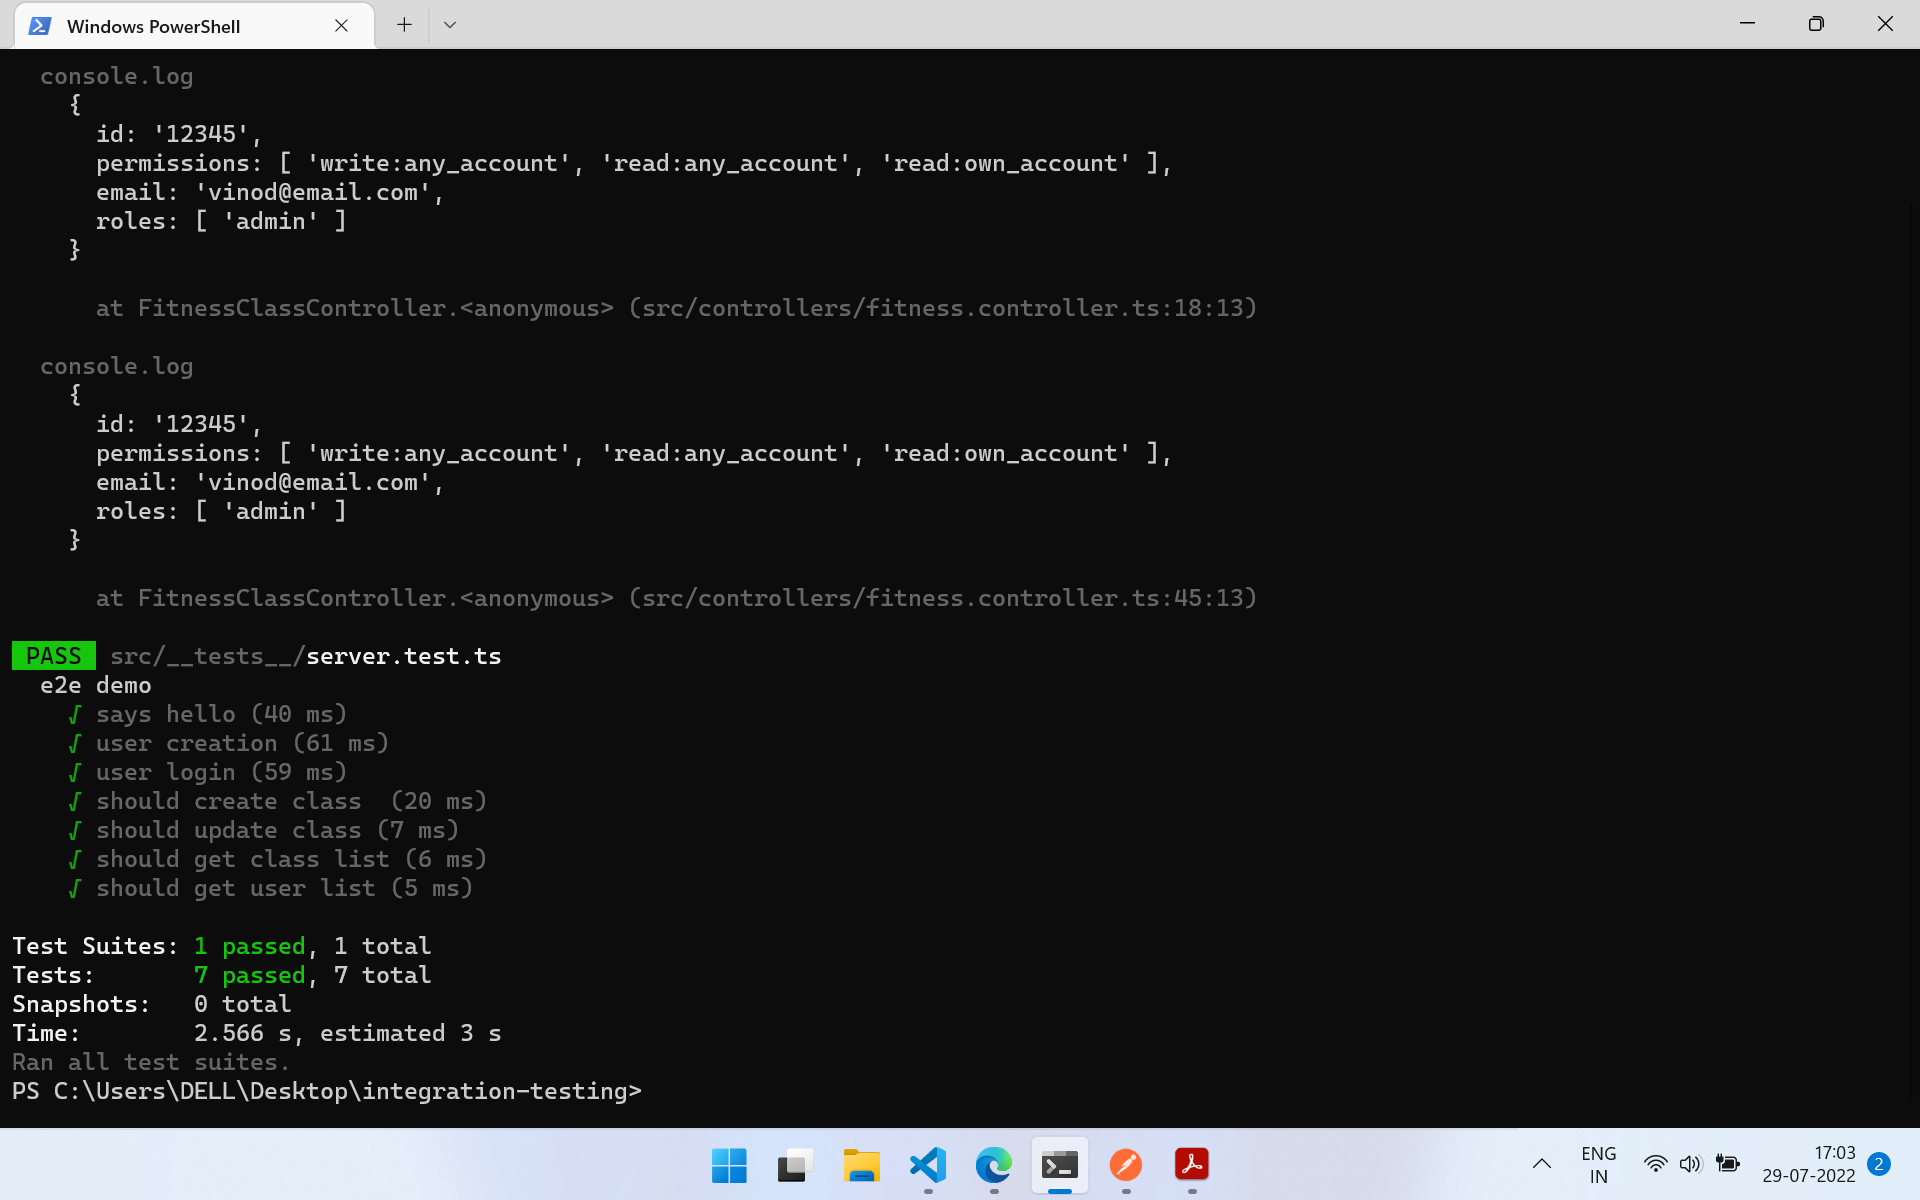 Windows PowerShell
console.log
{
id: '12345',
permissions: [ 'write:any_account', 'read:any_account', 'read:own_account' ],
email: 'vinod@email.com',
roles: [ 'admin' ]
}
at FitnessClassController.<anonymous> (src/controllers/fitness.controller.ts:18:13)
console.log
{
id: '12345',
permissions: [ 'write:any_account', 'read:any_account', 'read:own_account' ],
email: 'vinod@email.com',
roles: [ 'admin' ]
}
at FitnessClassController.<anonymous> (src/controllers/fitness.controller.ts:45:13)
PASS src/__tests__/server.test.ts
e2e demo
√ says hello (40 ms)
√ user creation (61 ms)
√ user login (59 ms)
√ should create class  (20 ms)
√ should update class (7 ms)
√ should get class list (6 ms)
√ should get user list (5 ms)
Test Suites: 1 passed, 1 total
Tests: 7 passed, 7 total
Snapshots: 0 total
Time: 2.566 s, estimated 3 s
Ran all test suites.
PS C:\Users\DELL\Desktop\integration-testing>
ENG
IN
17:03
29-07-2022
2